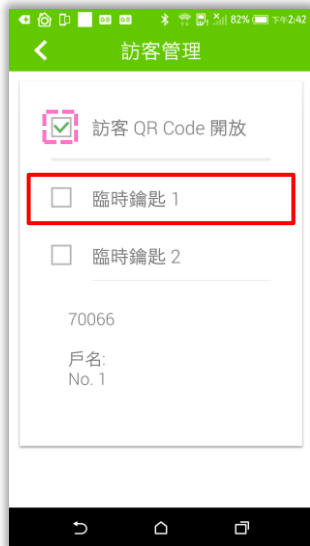 82% 下午2:42
訪客管理
訪客 QR Code 開放
臨時鑰匙 1
臨時鑰匙 2
70066
戶名:
No. 1